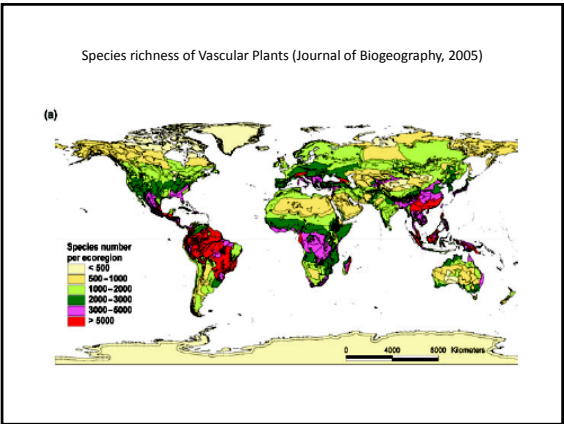 Species richness of Vascular Plants (Journal of Biogeography, 2005)
(a)
Species number
per ecoregion
< 500
500–1000
1000–2000
2000–3000
3000–5000
> 5000
0 4000 8000 Kilometers